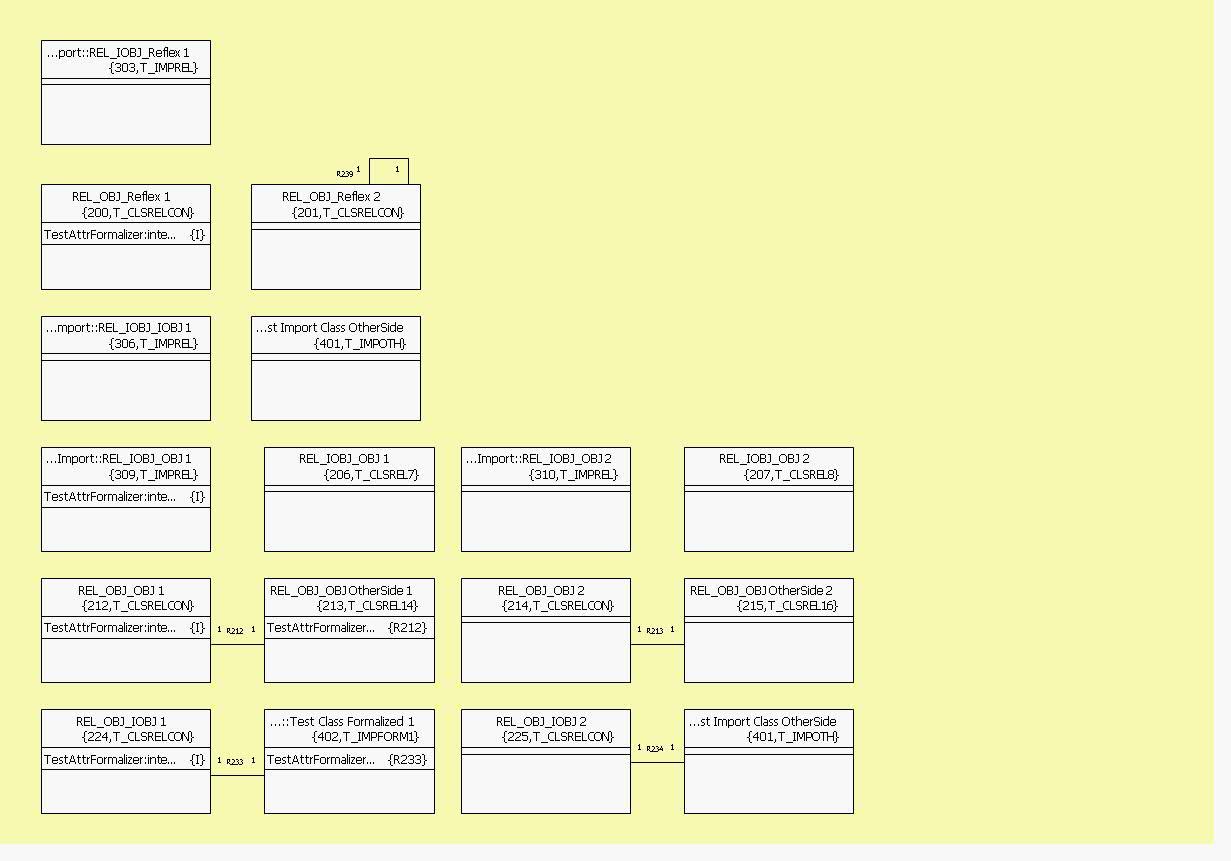 ...port::REL_IOBJ_Reflex 1
{303,T_IMPREL}
R239 1 1
REL_OBJ_Reflex 1
{200,T_CLSRELCON}
TestAttrFormalizer:inte... {I}
REL_OBJ_Reflex 2
{201,T_CLSRELCON}
...mport::REL_IOBJ_IOBJ 1
{306,T_IMPREL}
...st Import Class OtherSide
{401,T_IMPOTH}
...Import::REL_IOBJ_OBJ 1
{309,T_IMPREL}
TestAttrFormalizer:inte... {I}
REL_IOBJ_OBJ 1
{206,T_CLSREL7}
...Import::REL_IOBJ_OBJ 2
{310,T_IMPREL}
REL_IOBJ_OBJ 2
{207,T_CLSREL8}
REL_OBJ_OBJ 1
{212,T_CLSRELCON}
TestAttrFormalizer:inte... {I}
1 R212 1
REL_OBJ_OBJ OtherSide 1
{213,T_CLSREL14}
TestAttrFormalizer... {R212}
REL_OBJ_OBJ 2
{214,T_CLSRELCON}
1 R213 1
REL_OBJ_OBJ OtherSide 2
{215,T_CLSREL16}
REL_OBJ_IOBJ 1
{224,T_CLSRELCON}
TestAttrFormalizer:inte... {I}
1 R233 1
...::Test Class Formalized 1
{402,T_IMPFORM1}
TestAttrFormalizer... {R233}
REL_OBJ_IOBJ 2
{225,T_CLSRELCON}
1 R234 1
...st Import Class OtherSide
{401,T_IMPOTH}